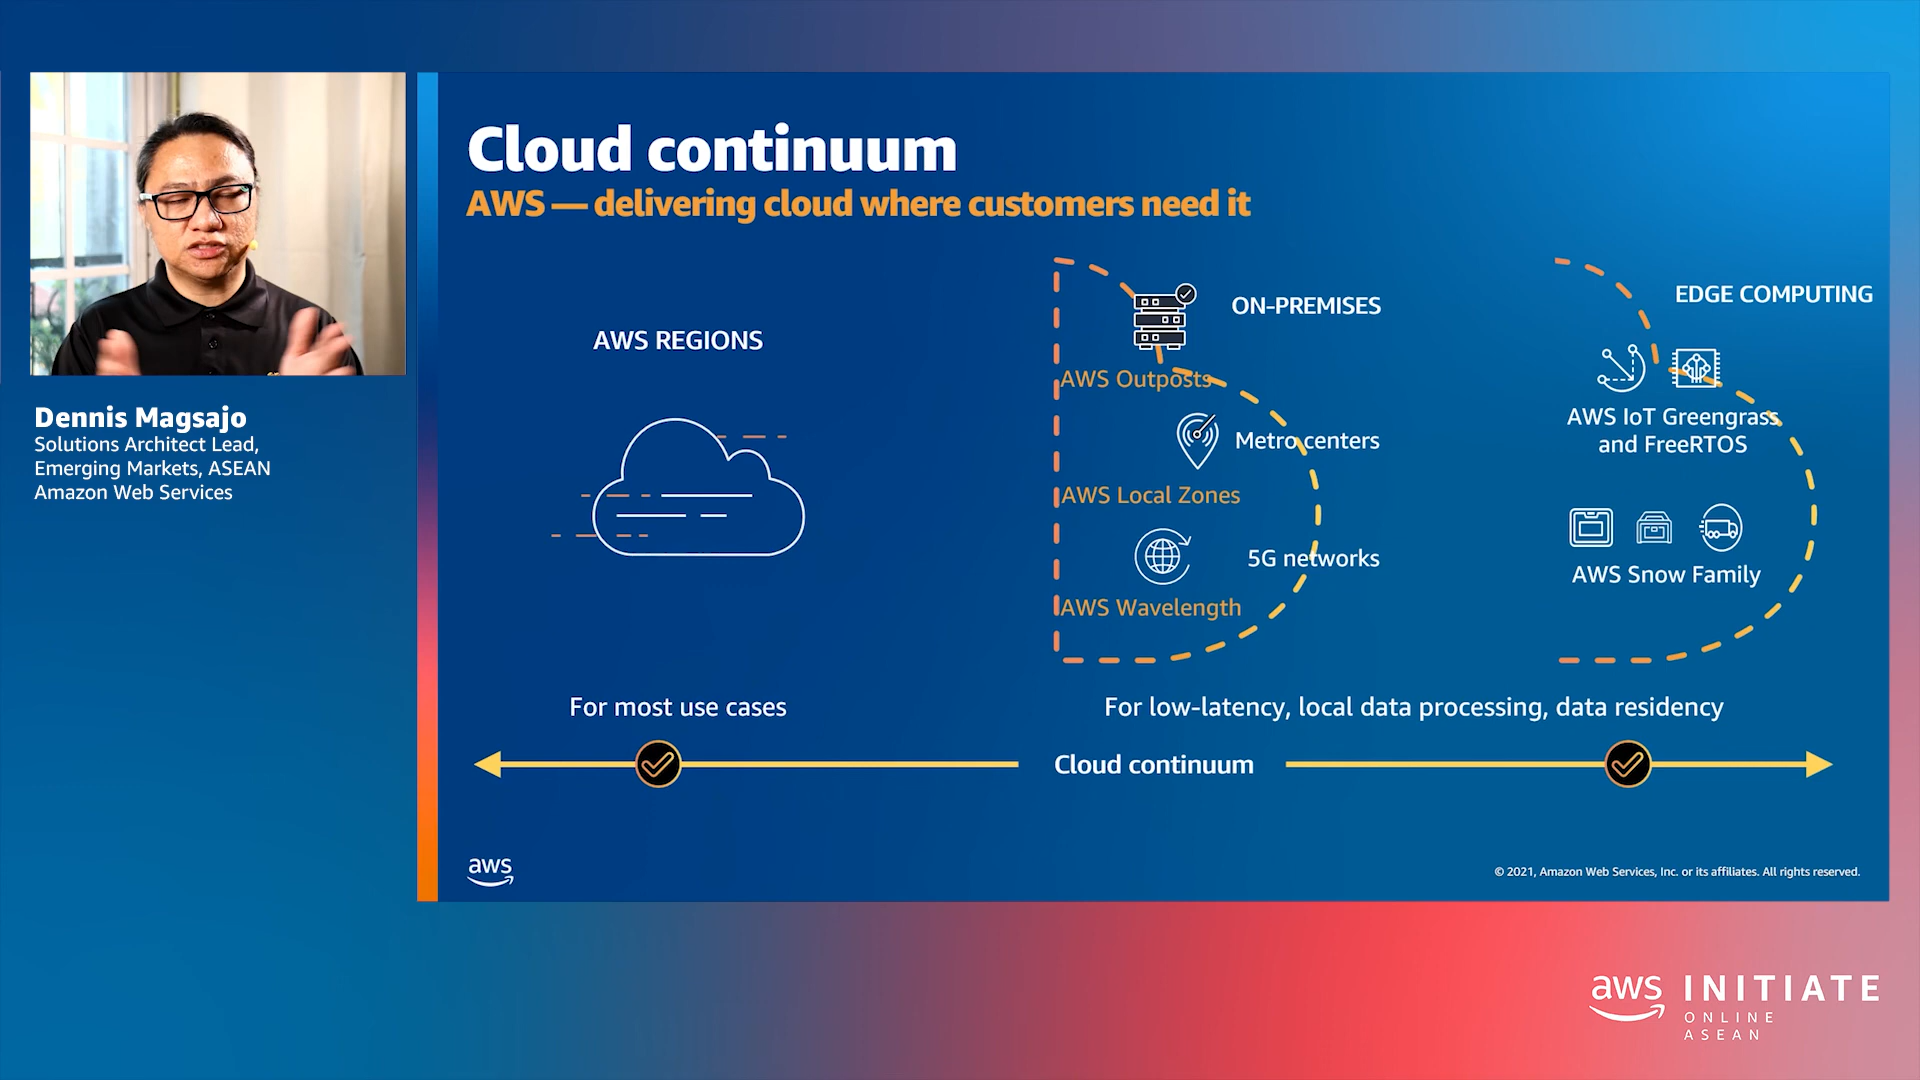 Dennis Magsajo
Solutions Architect Lead,
Emerging Markets, ASEAN
Amazon Web Services
Cloud continuum
AWS — delivering cloud where customers need it
AWS REGIONS
ON-PREMISES
AWS Outposts
Metro centers
AWS Local Zones
5G networks
AWS Wavelength
EDGE COMPUTING
AWS IoT Greengrass
and FreeRTOS
AWS Snow Family
For most use cases
For low-latency, local data processing, data residency
Cloud continuum
aws
© 2021, Amazon Web Services, Inc. or its affiliates. All rights reserved.
aws INITIATE
ONLINE
ASEAN